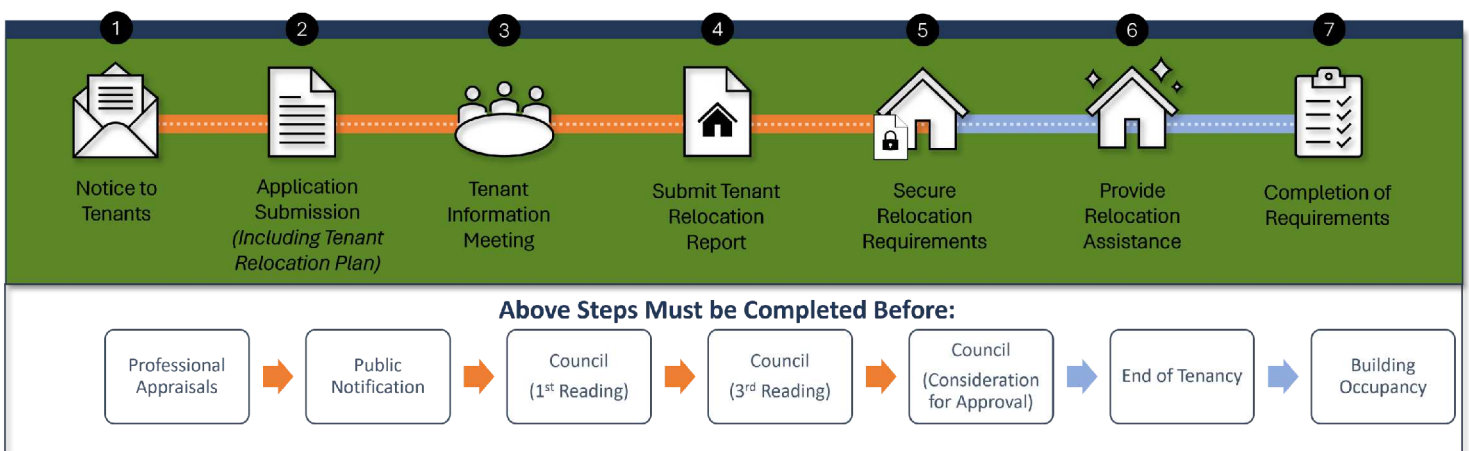 1
2
3
4
5
6
7
Notice to
Tenants
Application
Submission
(Including Tenant
Relocation Plan)
Tenant
Information
Meeting
Submit Tenant
Relocation
Report
Secure
Relocation
Requirements
Provide
Relocation
Assistance
Completion of
Requirements
Above Steps Must be Completed Before:
Professional
Appraisals
Public
Notification
Council
(1st Reading)
Council
(3rd Reading)
Council
(Consideration
for Approval)
End of Tenancy
Building
Occupancy